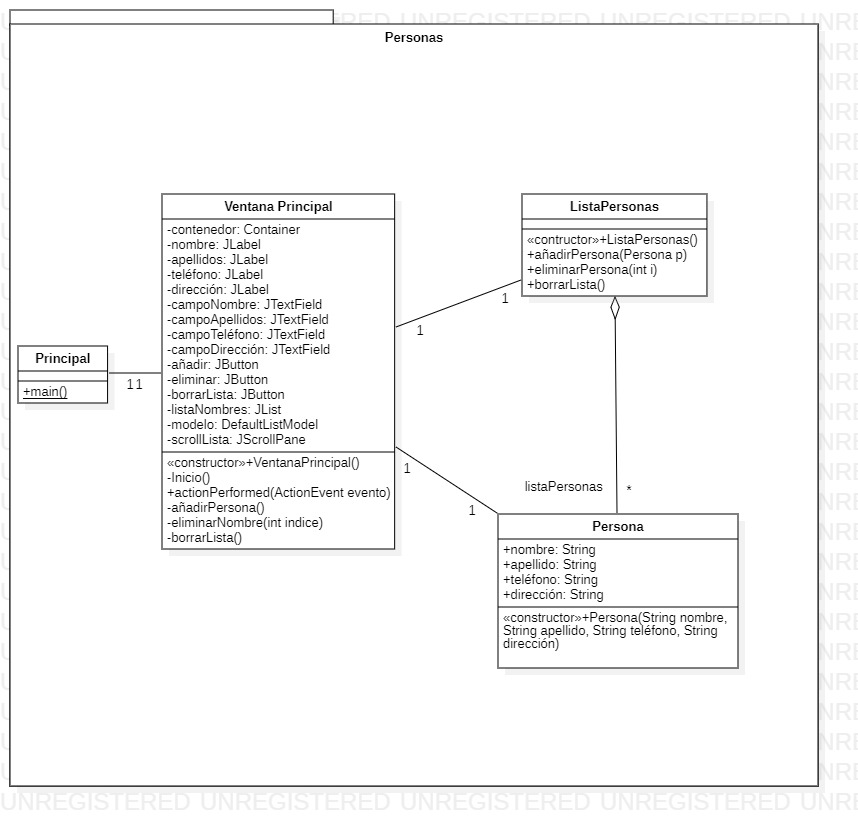 UNREGISTERED UNREGISTERED UNRE
Personas
Ventana Principal
-contenedor: Container
-nombre: JLabel
-apellidos: JLabel
-teléfono: JLabel
-dirección: JLabel
-campoNombre: JTextField
-campoApellidos: JTextField
-campoTeléfono: JTextField
-campoDirección: JTextField
-añadir: JButton
-eliminar: JButton
-borrarLista: JButton
-listaNombres: JList
-modelo: DefaultListModel
-scrollLista: JScrollPane
«constructor»+VentanaPrincipal()
-Inicio()
+actionPerformed(ActionEvent evento)
-añadirPersona()
-eliminarNombre(int indice)
-borrarLista()
ListaPersonas
«contructor»+ListaPersonas()
+añadirPersona(Persona p)
+eliminarPersona(int i)
+borrarLista()
1
1
Principal
+main()
11
1
1
listaPersonas
*
Persona
+nombre: String
+apellido: String
+teléfono: String
+dirección: String
«constructor»+Persona(String nombre,
String apellido, String teléfono, String
dirección)
UNREGISTERED UNREGISTERED UNREGISTERED UNREGISTERED UNRE